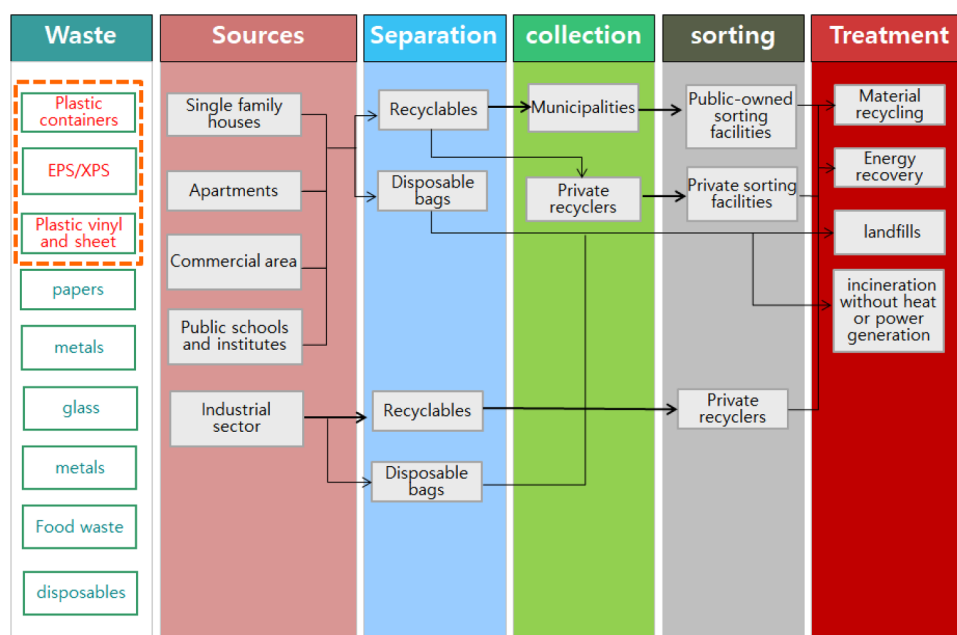 Waste
Sources
Separation
collection
sorting
Treatment
Plastic
containers
EPS/XPS
Plastic vinyl
and sheet
papers
metals
glass
metals
Food waste
disposables
Single family
houses
Apartments
Commercial area
Public schools
and institutes
Industrial
sector
Recyclables
Disposable
bags
Recyclables
Disposable
bags
Municipalities
Private
recyclers
Public-owned
sorting
facilities
Private sorting
facilities
Private
recyclers
Material
recycling
Energy
recovery
landfills
incineration
without heat
or power
generation